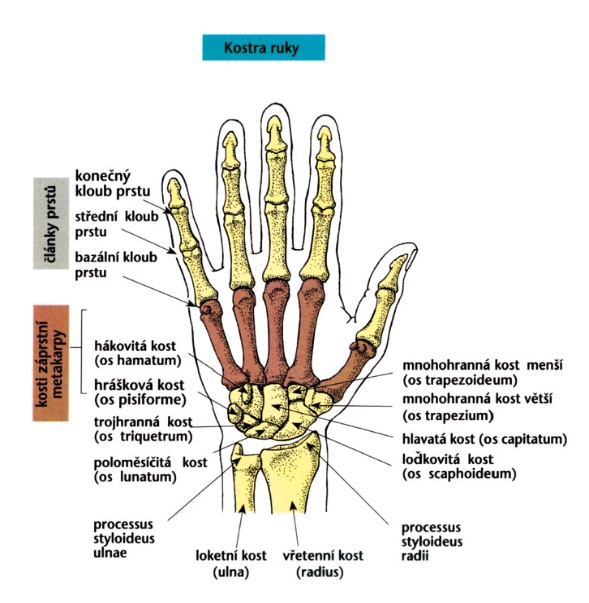 Kostra ruky
články prstů
konečný
kloub prstu
střední kloub
prstu
bazální kloub
prstu
kosti záprstní
metakarpy
hákovitá kost
(os hamatum)
hrášková kost
(os pisiforme)
trojhranná kost
(os triquetrum)
poloměsíčitá kost
(os lunatum)
processus
styloideus
ulnae
loketní kost
(ulna)
vřetenní kost
(radius)
mnohohranná kost menší
(os trapezoideum)
mnohohranná kost větší
(os trapezium)
hlavatá kost (os capitatum)
loďkovitá kost
(os scaphoideum)
processus
styloideus
radii